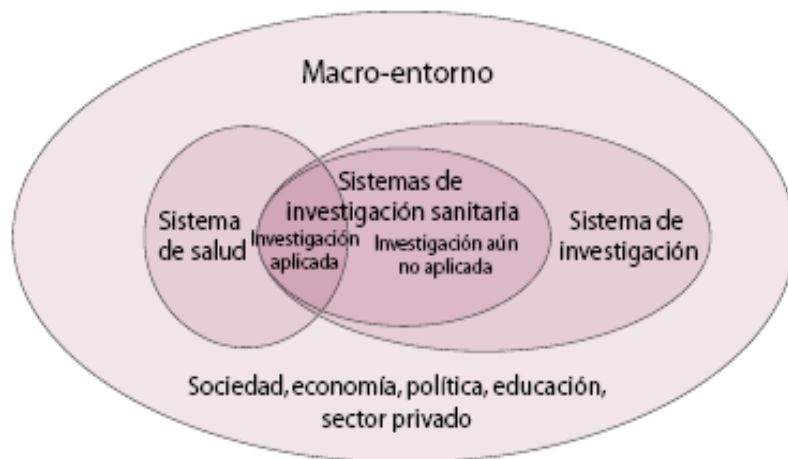 Macro-entorno
Sistema
de salud
Sistemas de
investigación sanitaria
Investigación
aplicada
Investigación aún
no aplicada
Sistema de
investigación
Sociedad, economía, política, educación,
sector privado